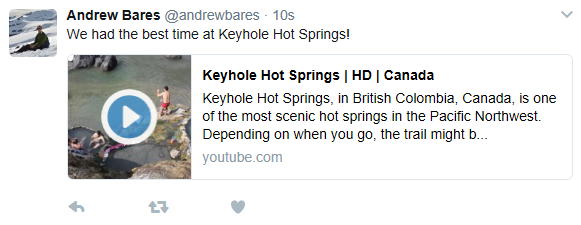 Andrew Bares @andrewbares · 10s
We had the best time at Keyhole Hot Springs!
Keyhole Hot Springs | HD | Canada
Keyhole Hot Springs, in British Colombia, Canada, is one
of the most scenic hot springs in the Pacific Northwest.
Depending on when you go, the trail might b...
youtube.com